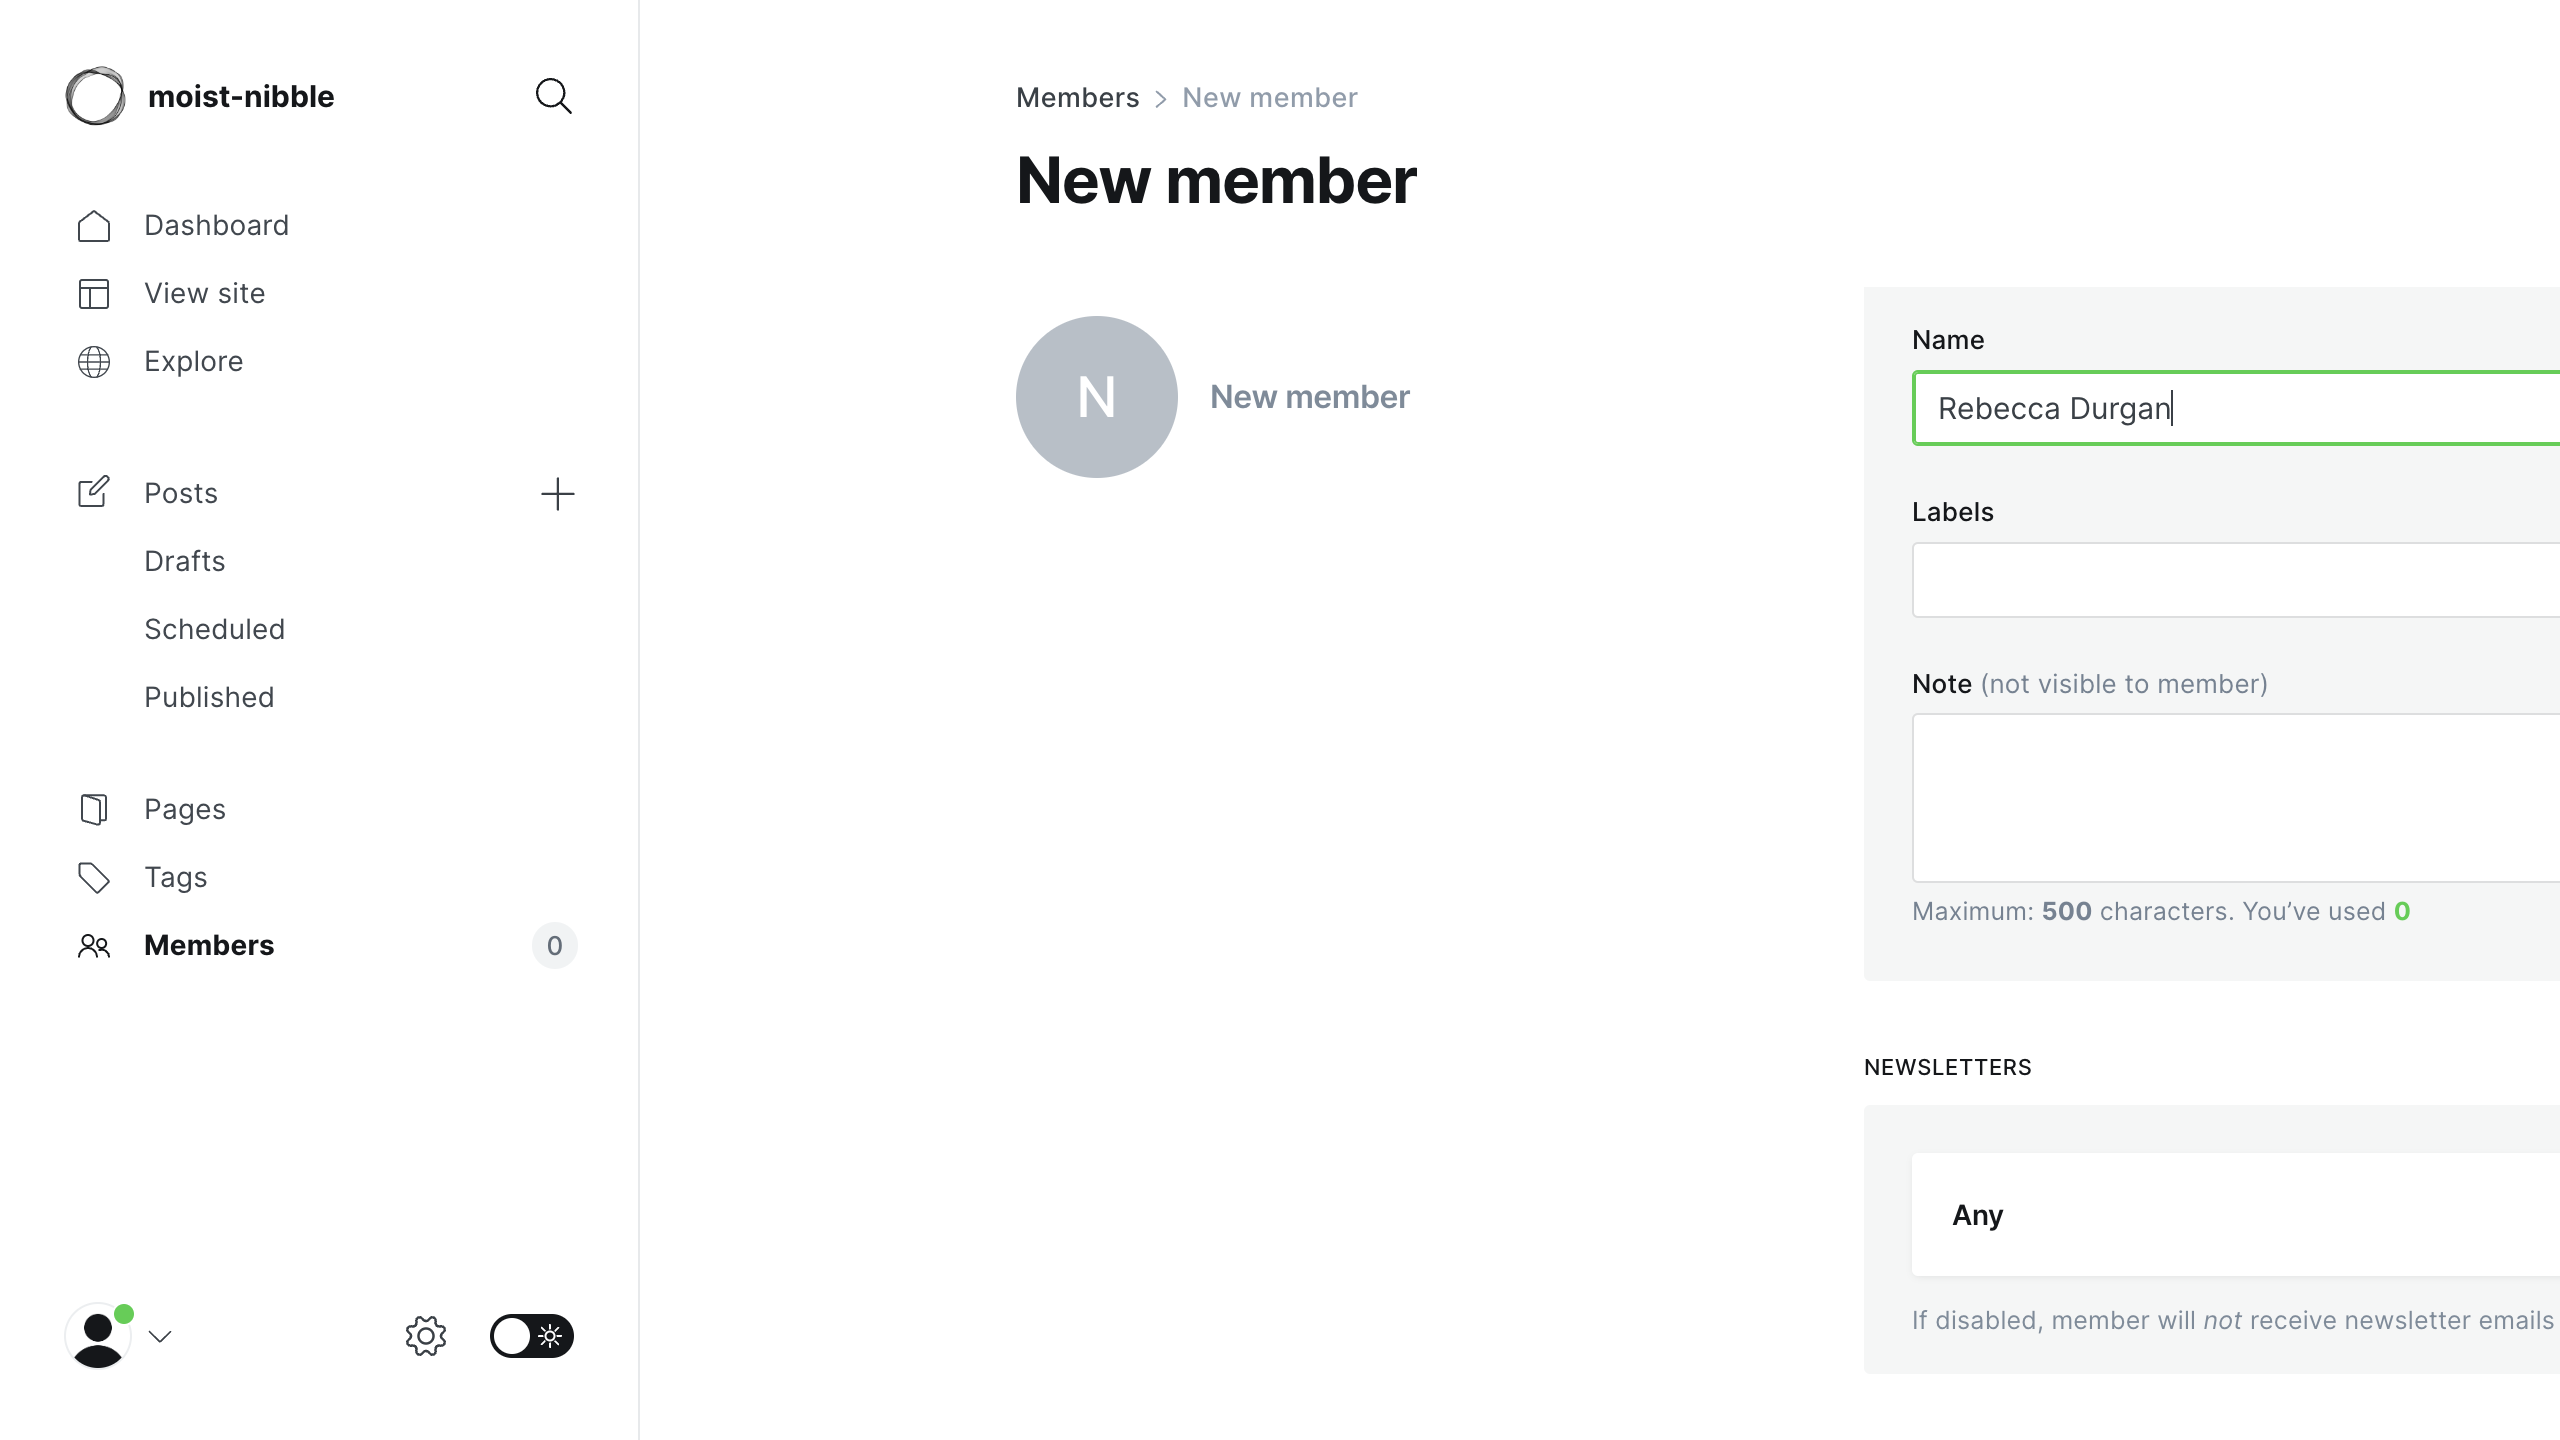 moist-nibble
Dashboard
View site
Explore
Posts
Drafts
Scheduled
Published
Pages
Tags
Members 0
Members > New member
New member
N New member
Name
Rebecca Durgan
Labels
Note (not visible to member)
Maximum: 500 characters. You’ve used 0
NEWSLETTERS
Any
If disabled, member will not receive newsletter emails